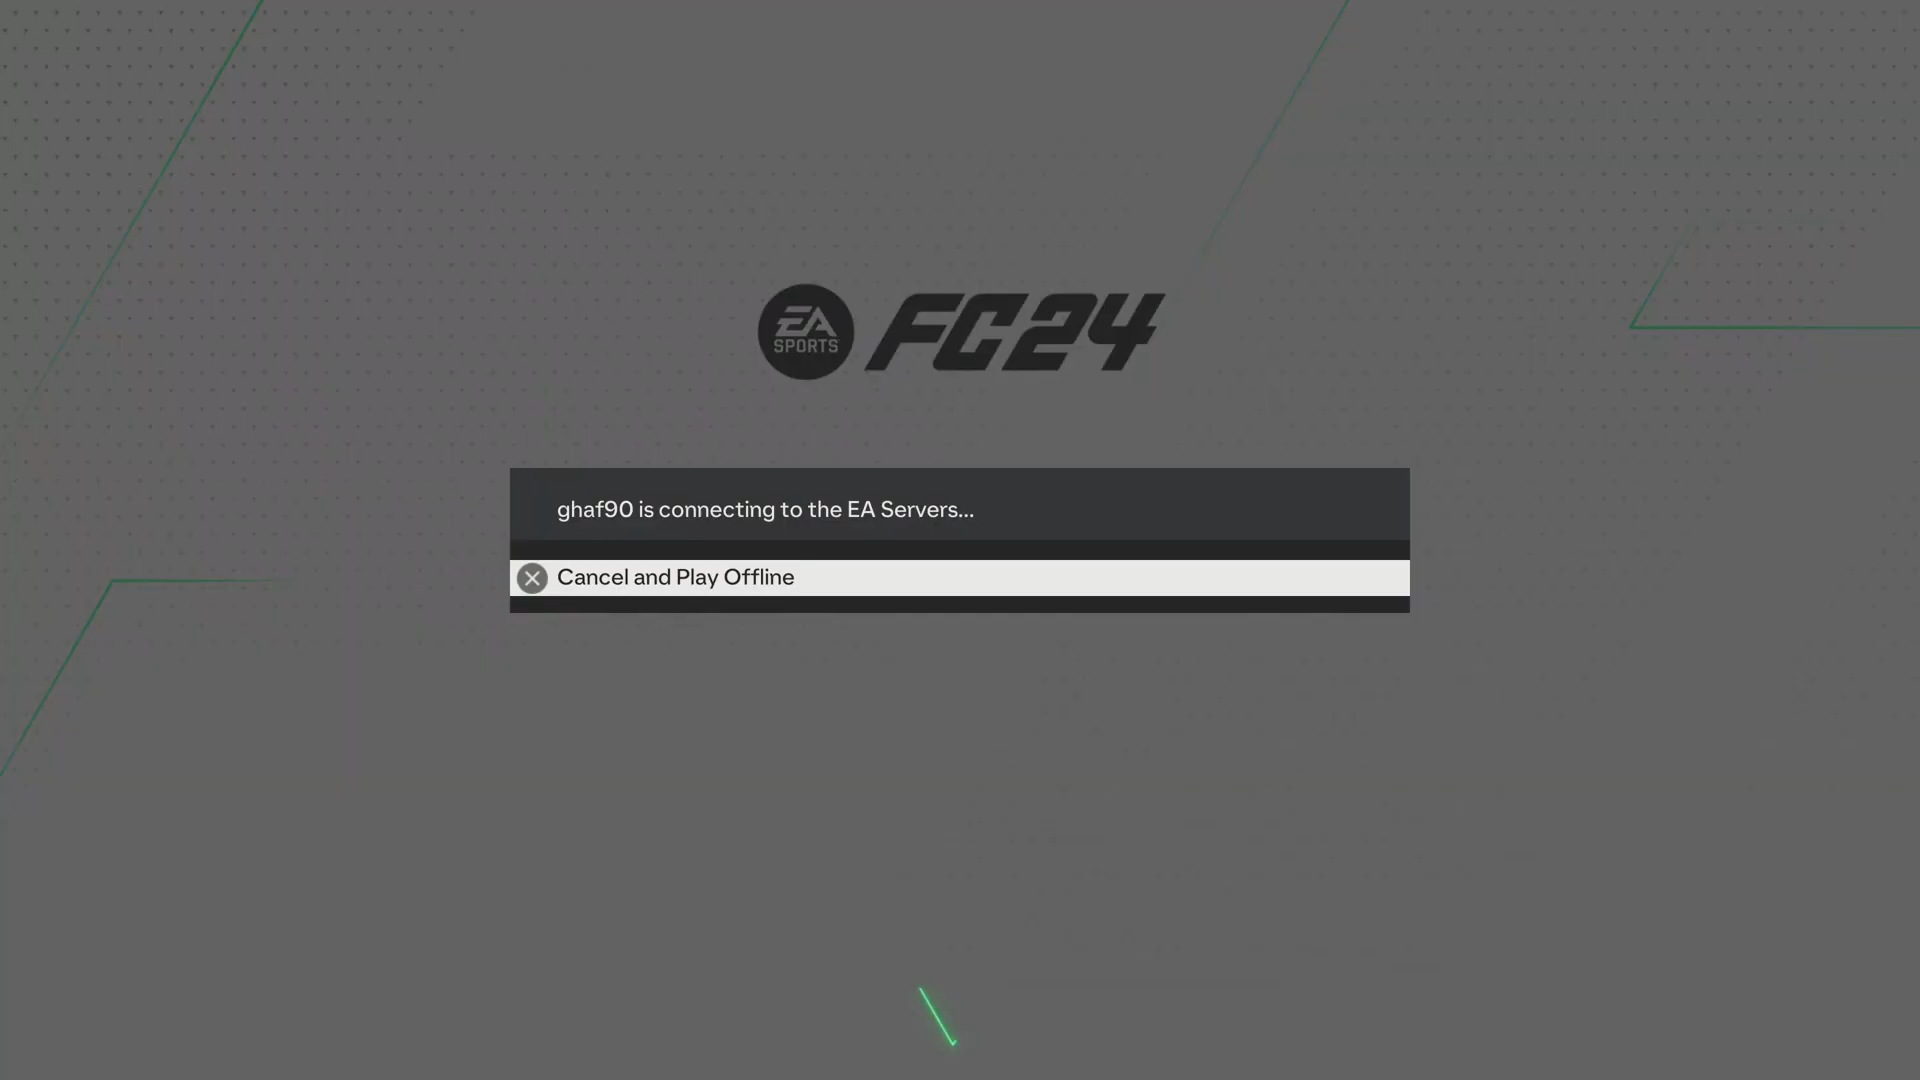 EA
SPORTS
FC24
ghaf90 is connecting to the EA Servers...
Cancel and Play Offline